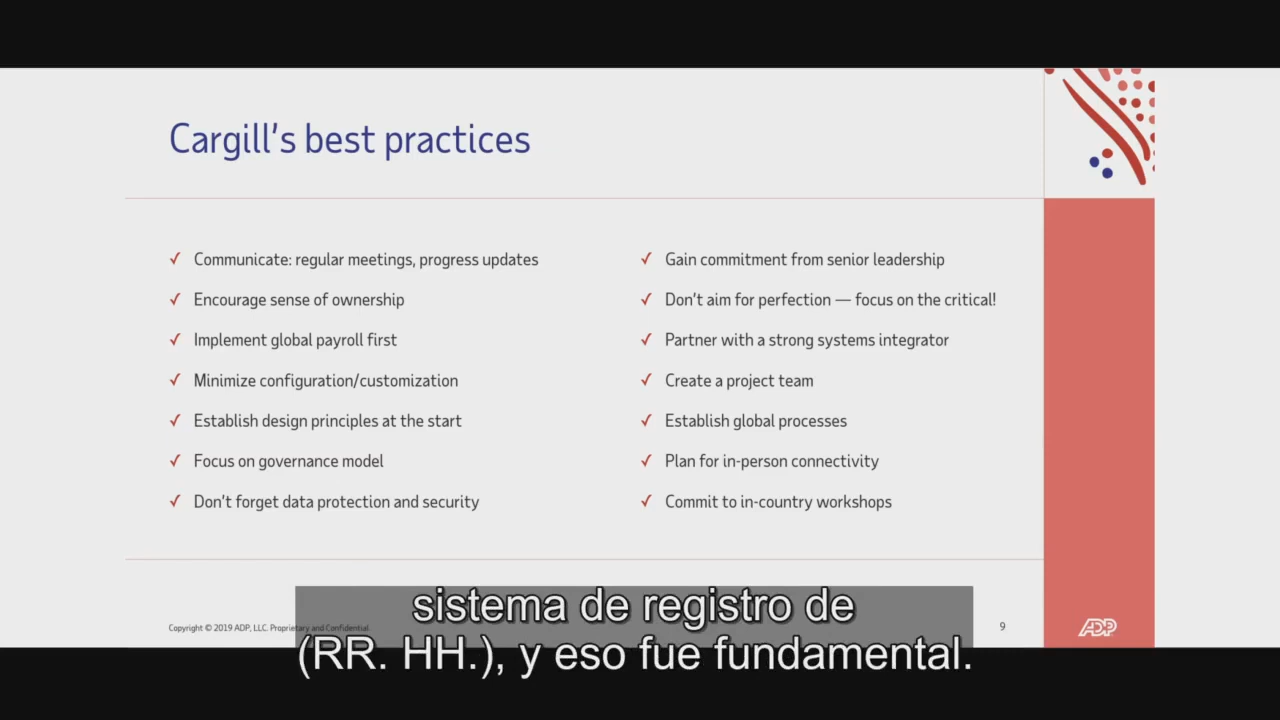 Cargill's best practices
✓ Communicate: regular meetings, progress updates
✓ Encourage sense of ownership
✓ Implement global payroll first
✓ Minimize configuration/customization
✓ Establish design principles at the start
✓ Focus on governance model
✓ Don't forget data protection and security
✓ Gain commitment from senior leadership
✓ Don't aim for perfection — focus on the critical!
✓ Partner with a strong systems integrator
✓ Create a project team
✓ Establish global processes
✓ Plan for in-person connectivity
✓ Commit to in-country workshops
Copyright © 2019 ADP, LLC. Proprietary and Confidential
9
ADP
sistema de registro de
(RR. HH.), y eso fue fundamental.